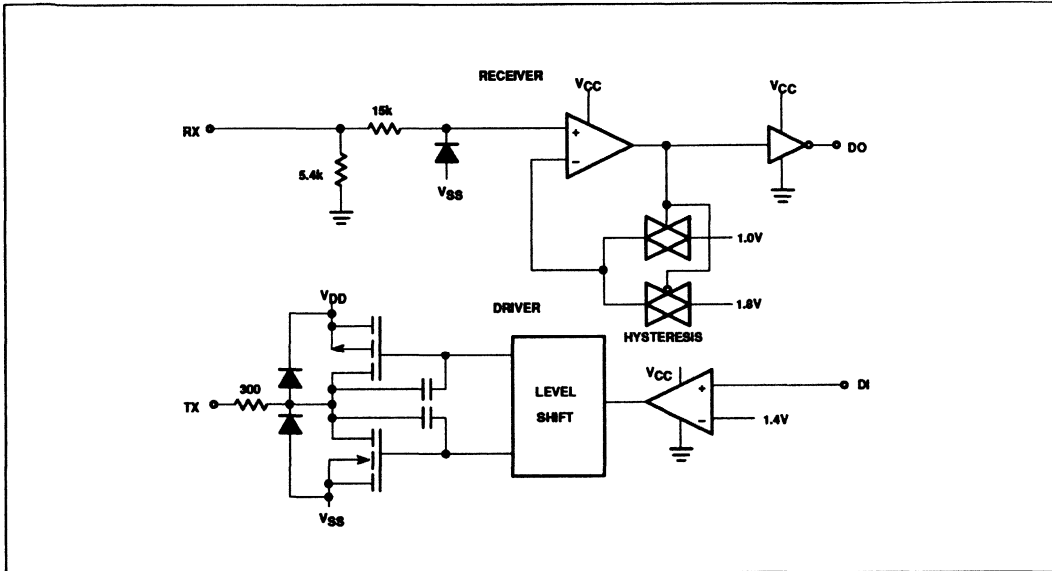 RECEIVER
VCC
VCC
15k
RX
+
DO
5.4k
−
VSS
1.0V
VDD
DRIVER
1.8V
HYSTERESIS
VCC
300
LEVEL
SHIFT
+
DI
TX
−
1.4V
VSS